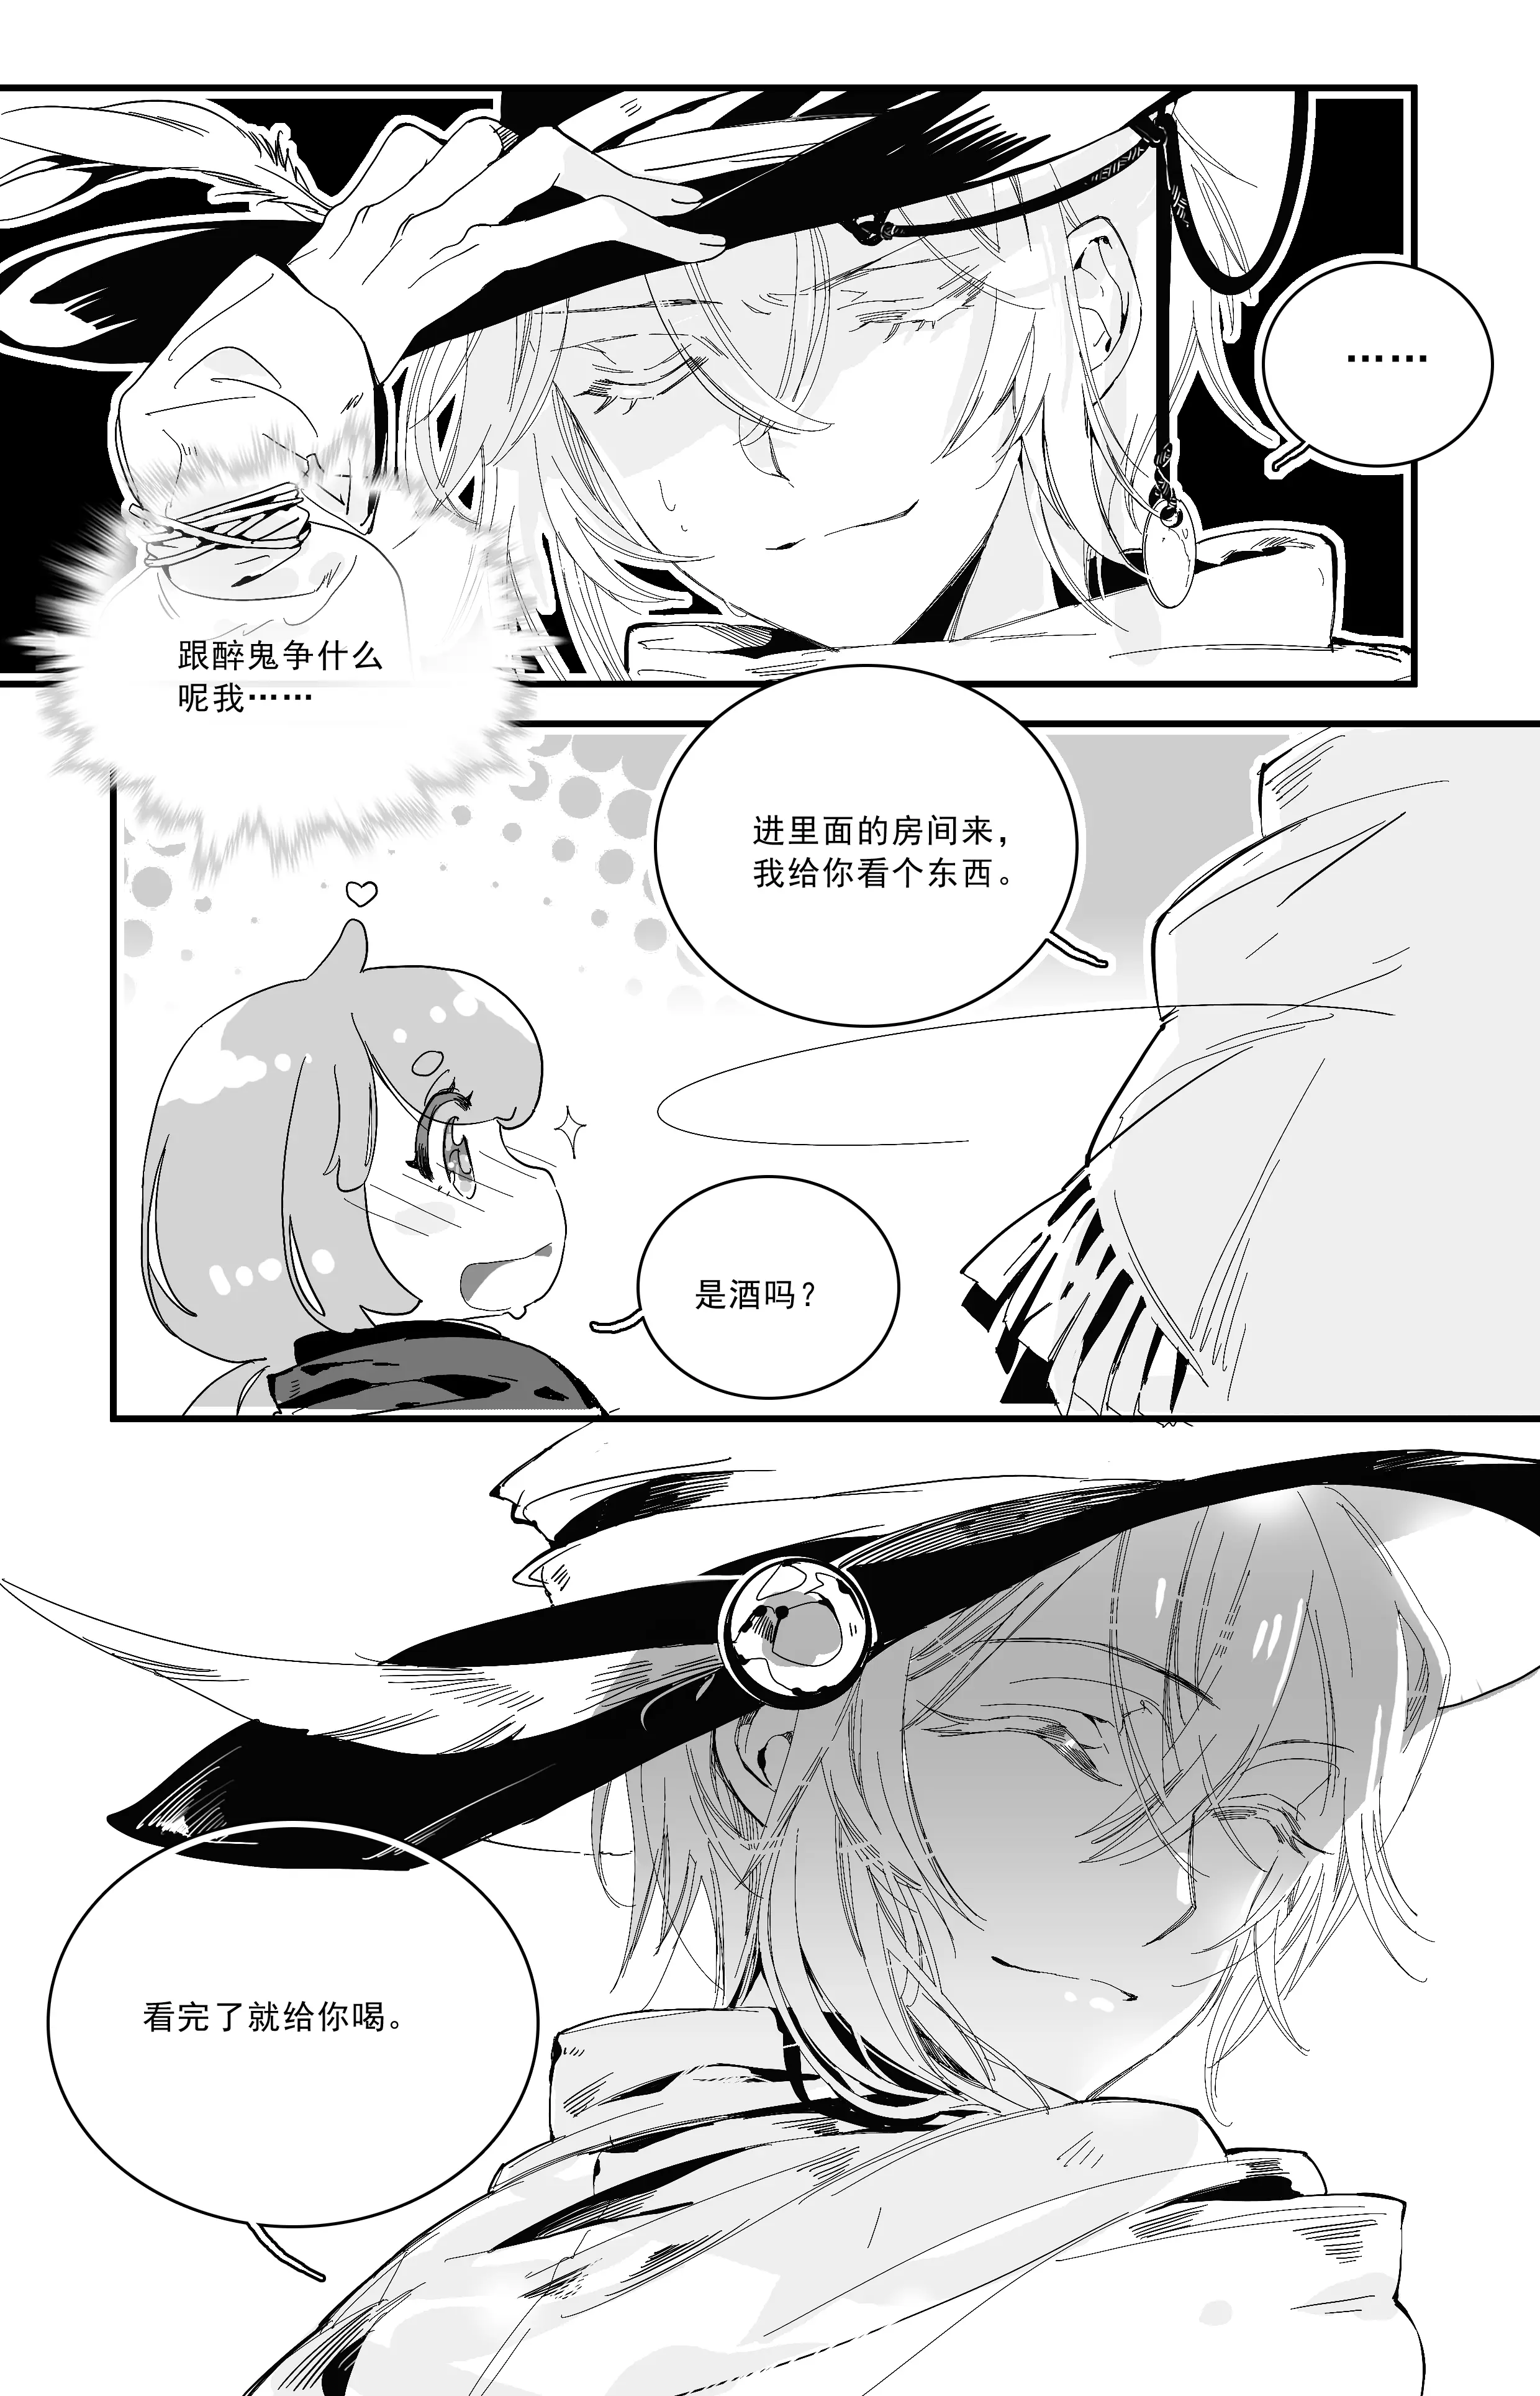 ……
跟醉鬼争什么
呢我……
进里面的房间来，
我给你看个东西。
是酒吗？
看完了就给你喝。